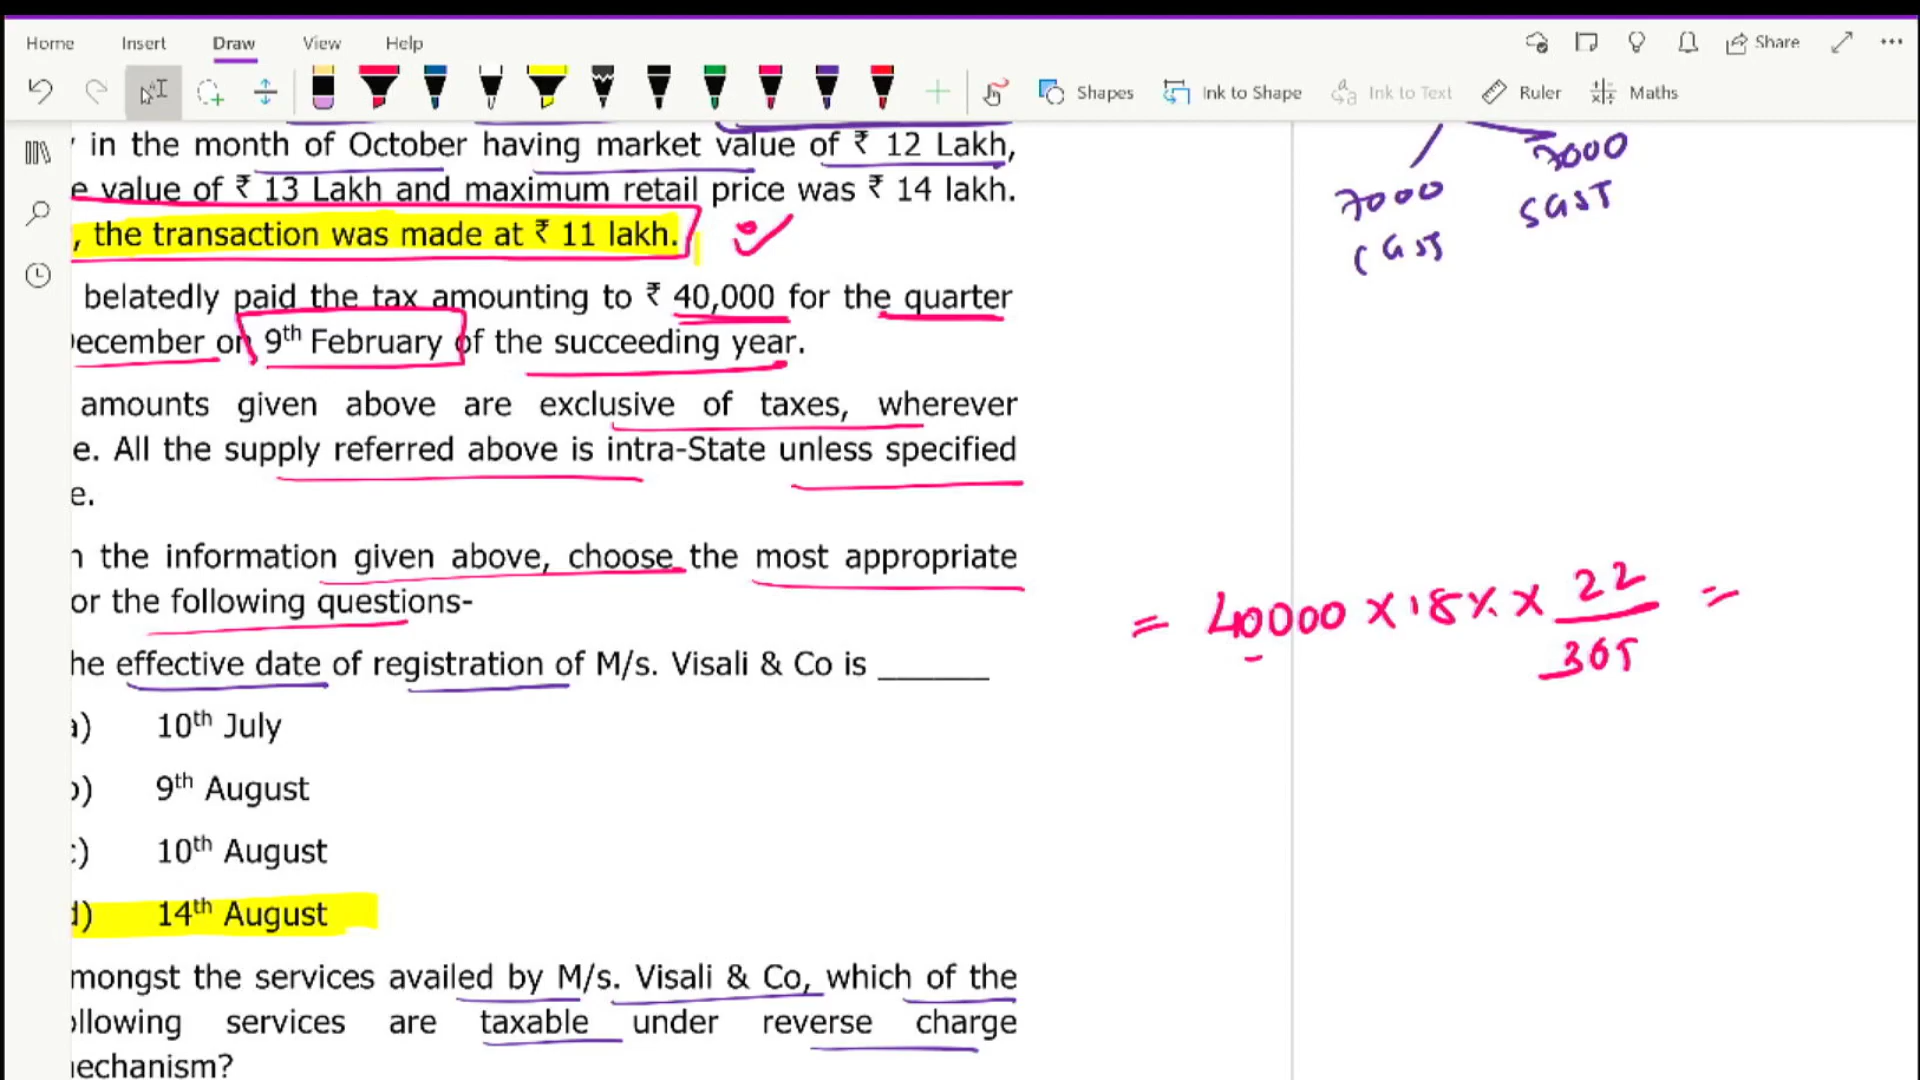 Home Insert Draw View Help Share
Shapes Ink to Shape Ink to Text Ruler Maths
in the month of October having market value of ₹ 12 Lakh,
e value of ₹ 13 Lakh and maximum retail price was ₹ 14 lakh.
, the transaction was made at ₹ 11 lakh.
belatedly paid the tax amounting to ₹ 40,000 for the quarter
ecember on 9th February of the succeeding year.
amounts given above are exclusive of taxes, wherever
e. All the supply referred above is intra-State unless specified
e.
the information given above, choose the most appropriate
or the following questions-
he effective date of registration of M/s. Visali & Co is ______
a) 10th July
b) 9th August
c) 10th August
d) 14th August
mongst the services availed by M/s. Visali & Co, which of the
ollowing services are taxable under reverse charge
echanism?
7000 7000
CGST SGST
= 40000 x 18% x 22
365 =